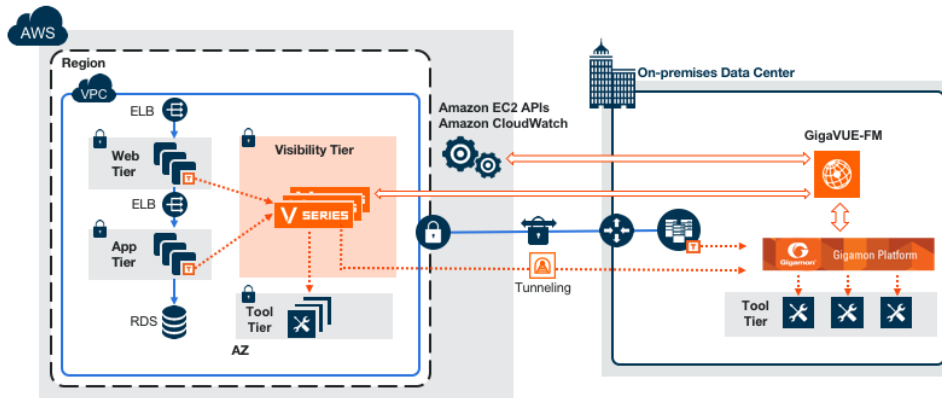 AWS
Region
VPC
ELB
Web
Tier
T
ELB
App
Tier
T
RDS
Visibility Tier
V SERIES
Tool
Tier
AZ
Amazon EC2 APIs
Amazon CloudWatch
Tunneling
On-premises Data Center
GigaVUE-FM
T
G
Gigamon
Gigamon Platform
Tool
Tier